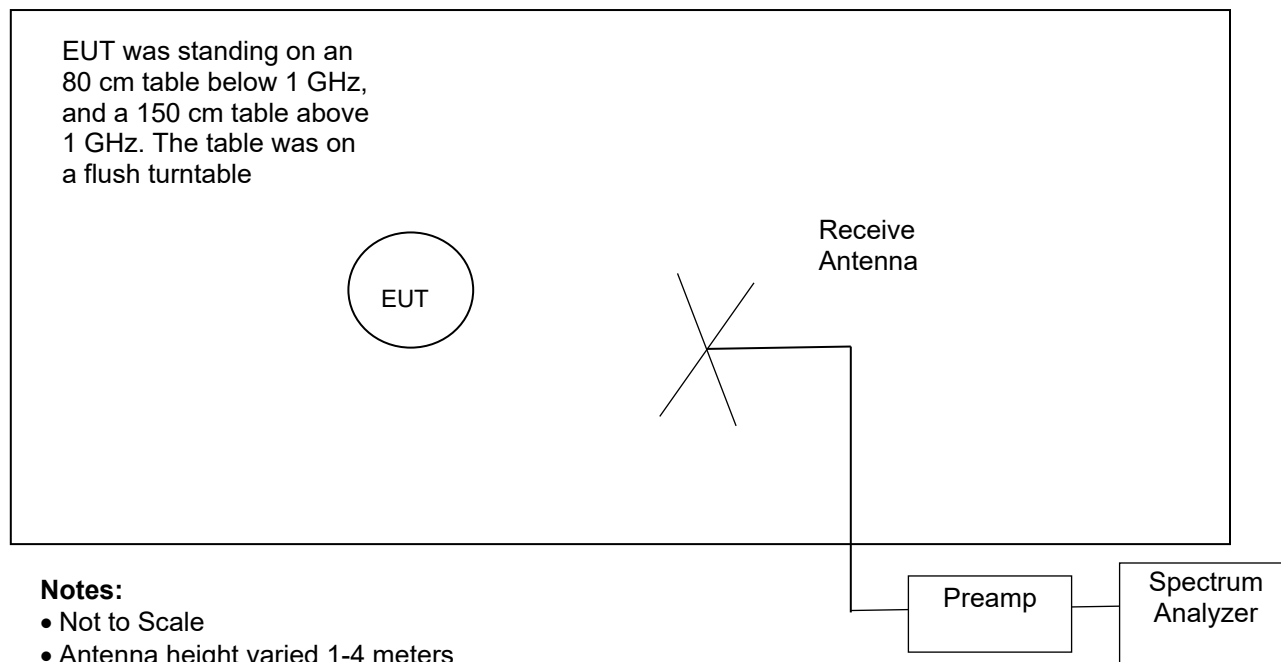 EUT was standing on an
80 cm table below 1 GHz,
and a 150 cm table above
1 GHz. The table was on
a flush turntable
Receive
Antenna
EUT
Notes:
• Not to Scale
• Antenna height varied 1-4 meters
Preamp
Spectrum
Analyzer